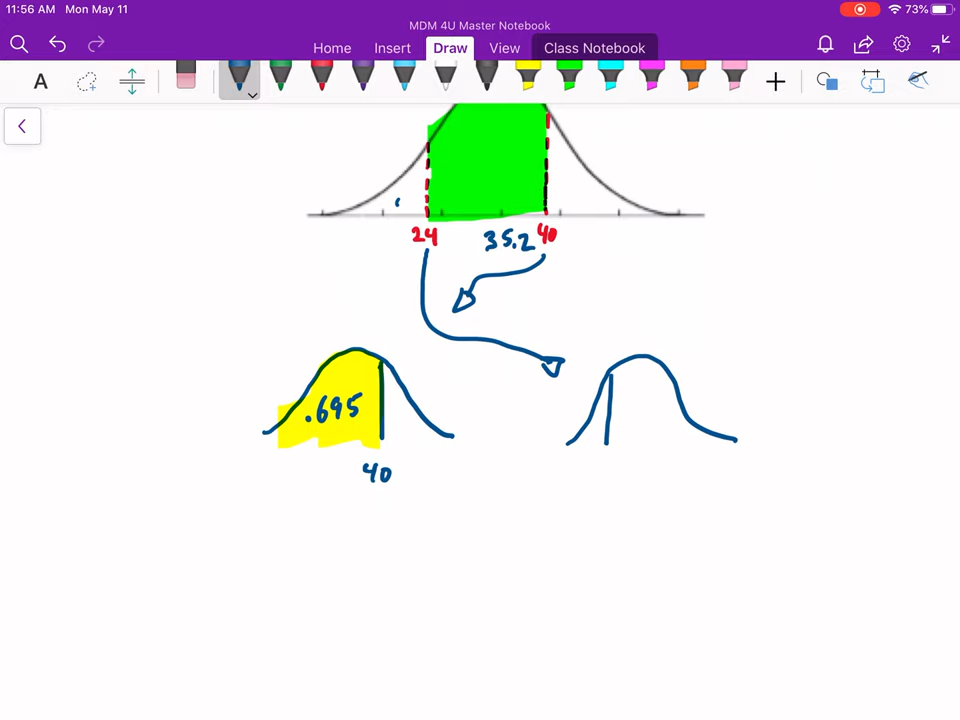 11:56 AM Mon May 11
73%
MDM 4U Master Notebook
Home Insert Draw View Class Notebook
A
24 35.2 40
.695
40